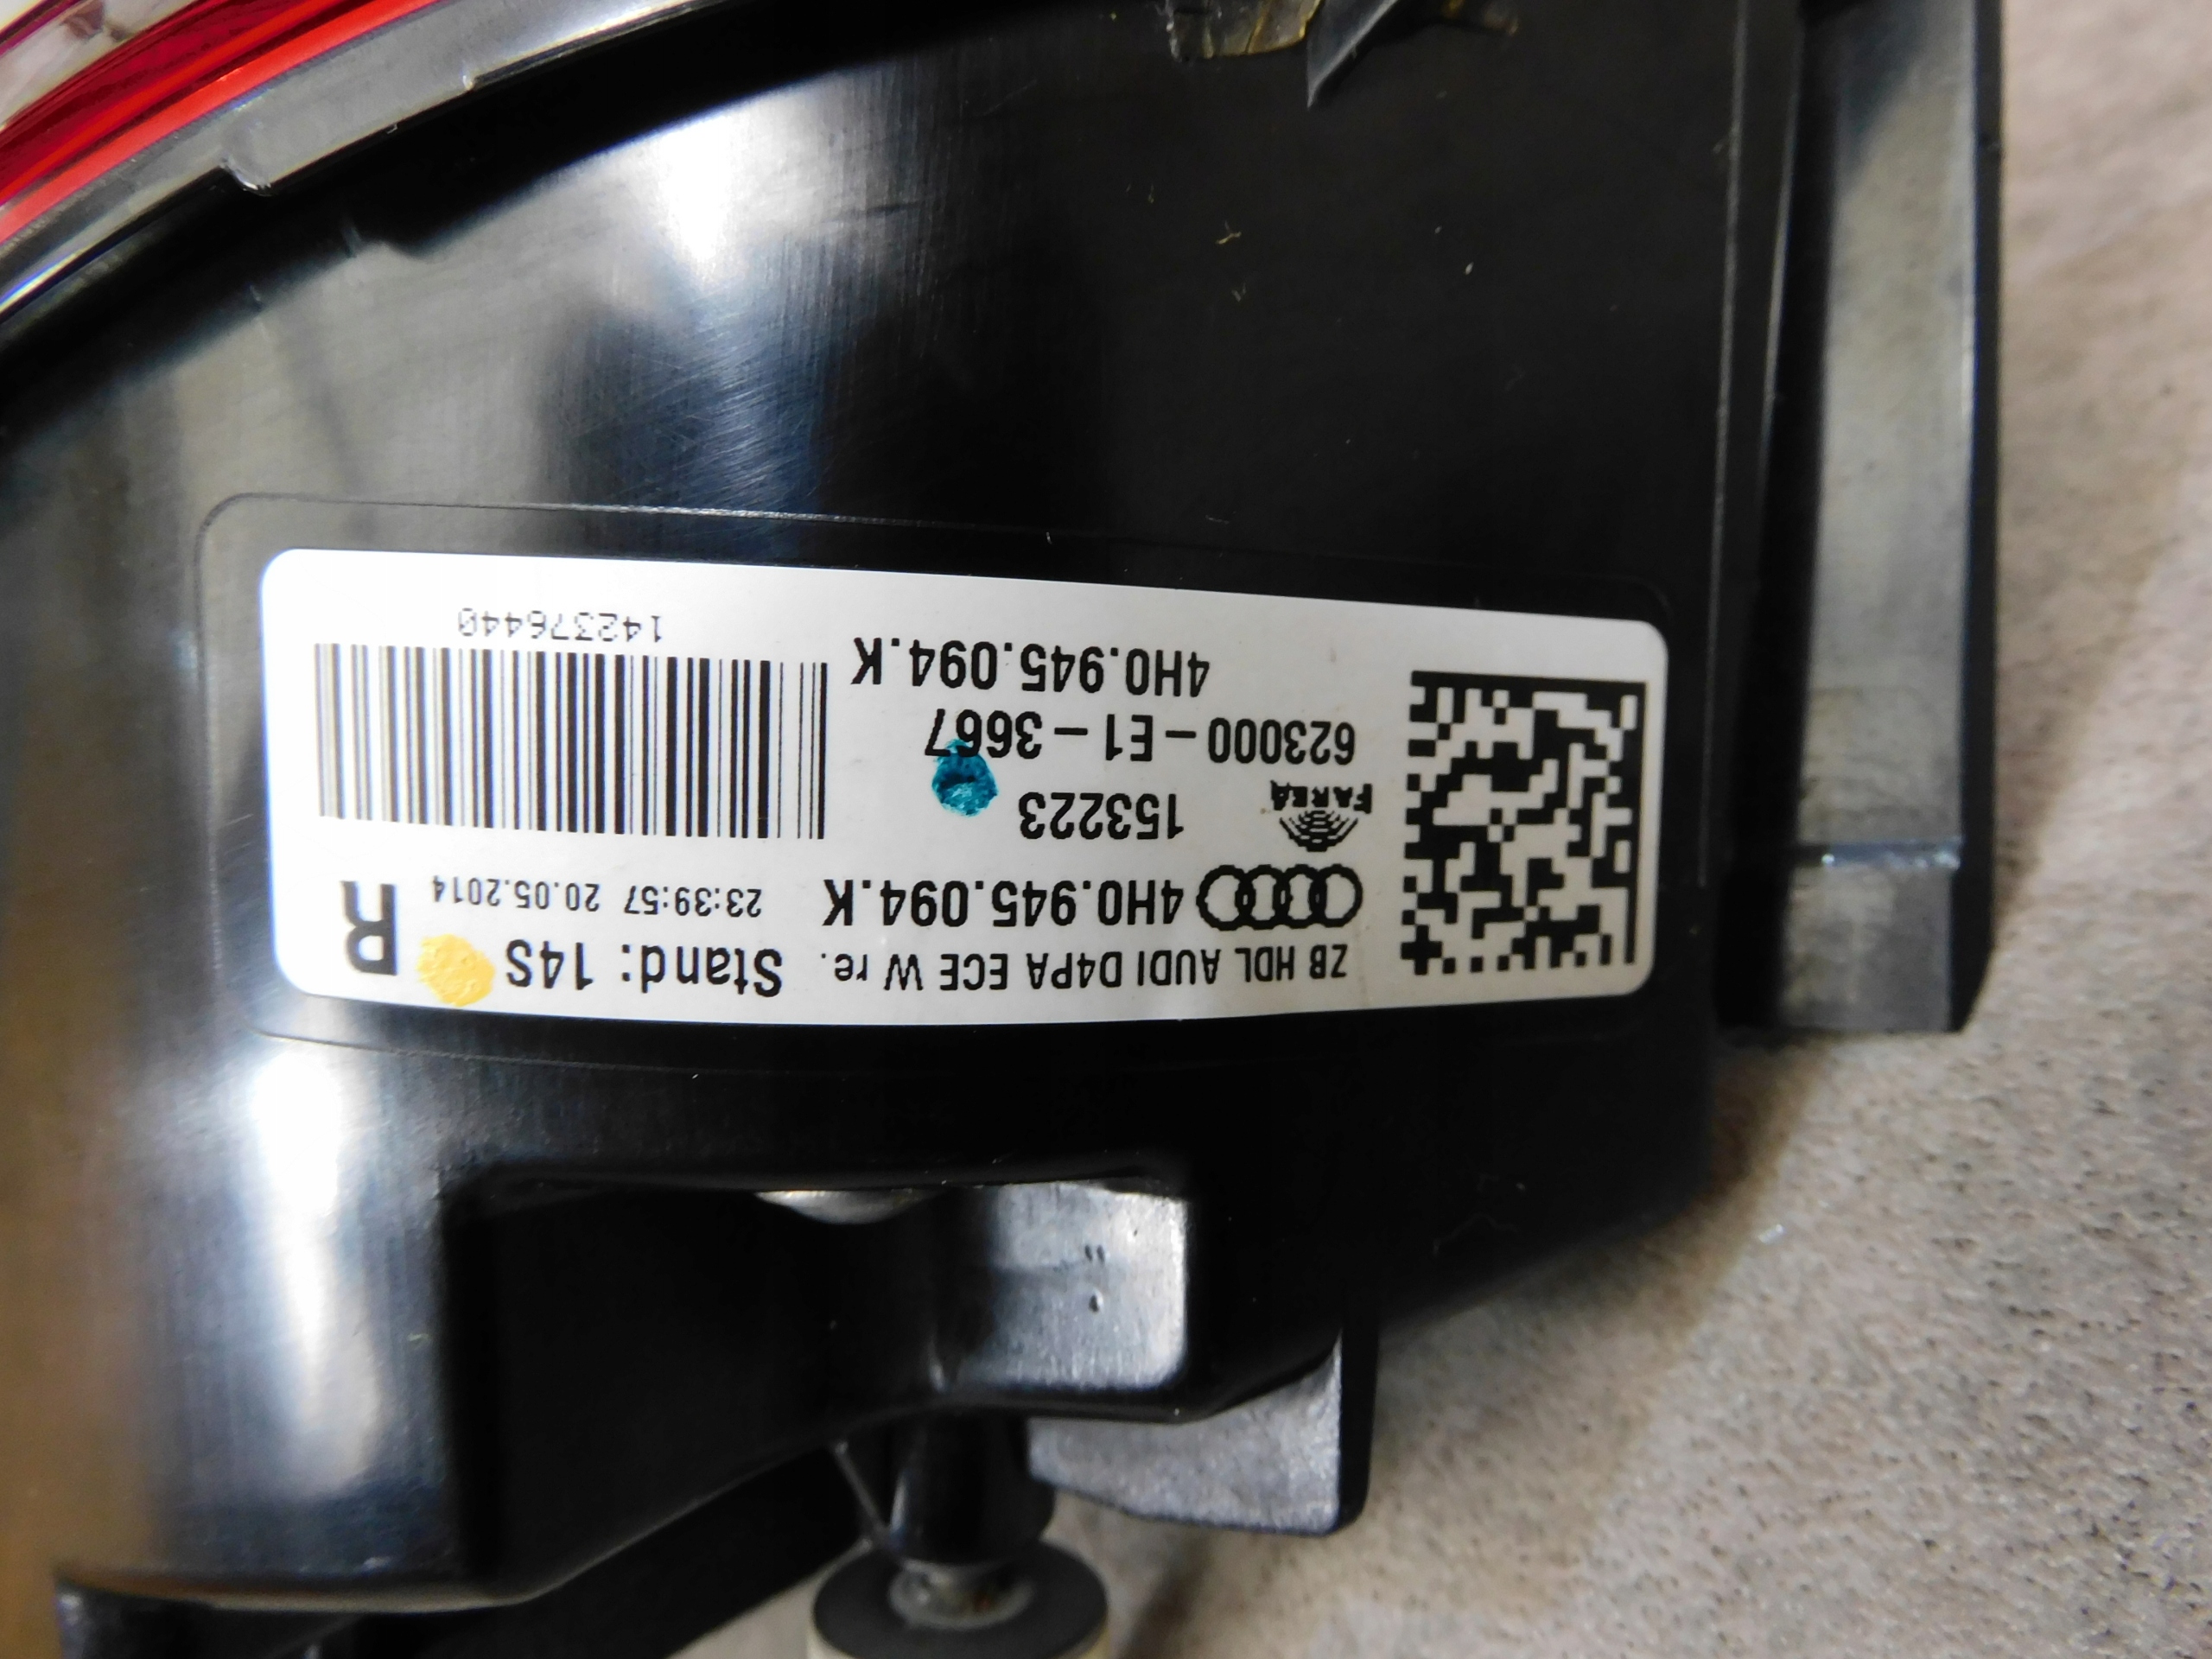 ZB HDL AUDI D4PA ECE W re. Stand: 14S
R
4H0.945.094.K 23:39:57 20.05.2014
FARBA
153223
623000-E1-3667
4H0.945.094.K
142376440